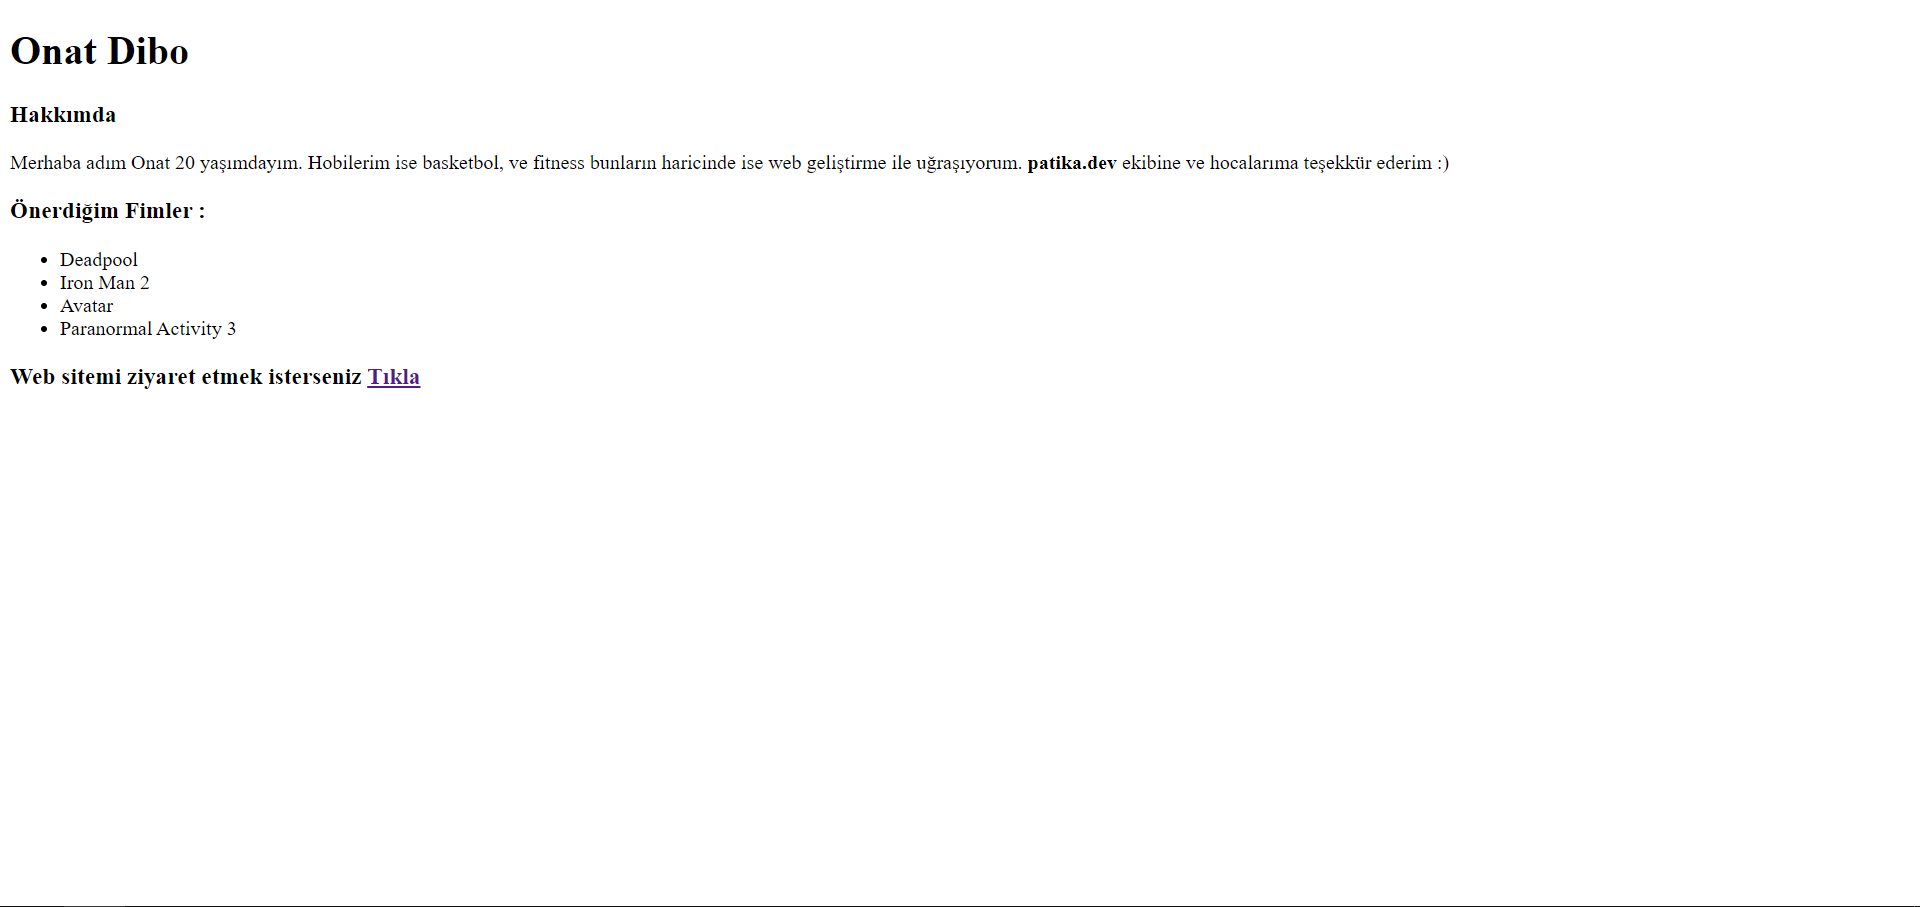 Onat Dibo
Hakkımda
Merhaba adım Onat 20 yaşımdayım. Hobilerim ise basketbol, ve fitness bunların haricinde ise web geliştirme ile uğraşıyorum. patika.dev ekibine ve hocalarıma teşekkür ederim :)
Önerdiğim Fimler :
Deadpool
Iron Man 2
Avatar
Paranormal Activity 3
Web sitemi ziyaret etmek isterseniz Tıkla